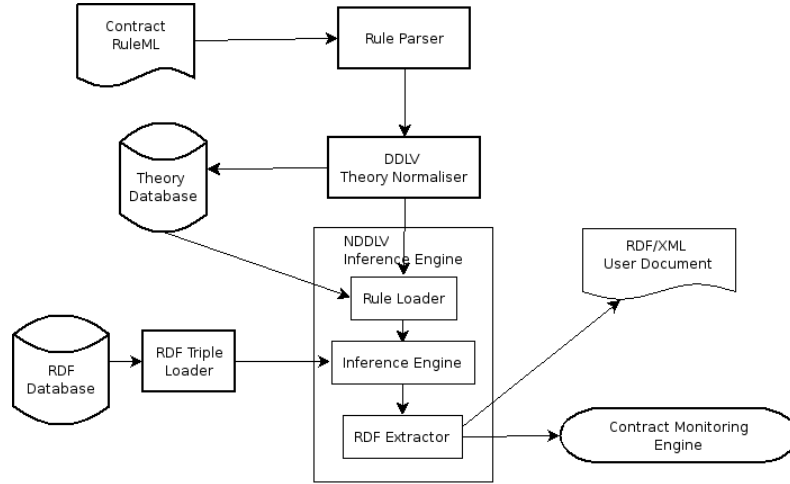 Contract
RuleML
Rule Parser
DDLV
Theory Normaliser
Theory
Database
NDDLV
Inference Engine
RDF/XML
User Document
Rule Loader
RDF
Database
RDF Triple
Loader
Inference Engine
RDF Extractor
Contract Monitoring
Engine